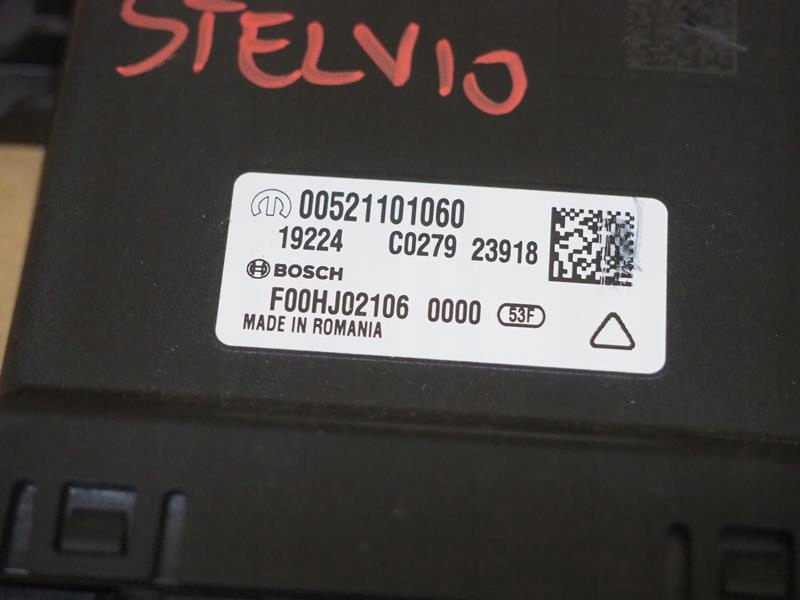 STELVIO
00521101060
19224 C0279 23918
BOSCH
F00HJ02106 0000 53F
MADE IN ROMANIA